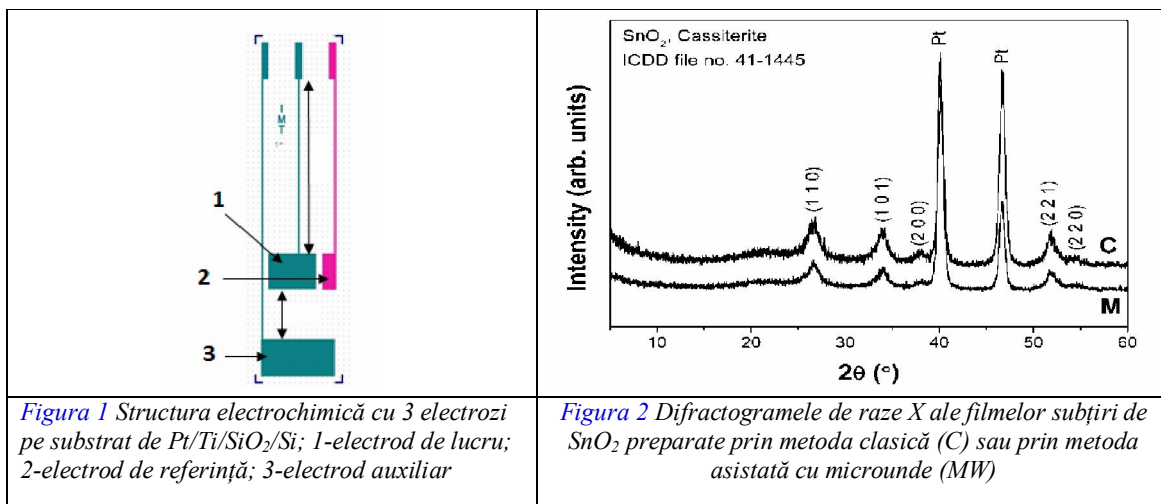 I
M
T
1
2
3
SnO₂, Cassiterite
ICDD file no. 41-1445
Pt
Pt
(1 1 0)
(1 0 1)
(2 0 0)
(2 2 1)
(2 2 0)
C
M
Intensity (arb. units)
10 20 30 40 50 60
2θ (°)
Figura 1 Structura electrochimică cu 3 electrozi
pe substrat de Pt/Ti/SiO₂/Si; 1-electrod de lucru;
2-electrod de referință; 3-electrod auxiliar
Figura 2 Difractogramele de raze X ale filmelor subțiri de
SnO₂ preparate prin metoda clasică (C) sau prin metoda
asistată cu microunde (MW)